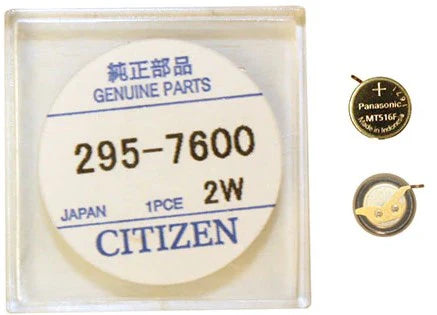 純正部品
GENUINE PARTS
295-7600
JAPAN 1PCE 2W
CITIZEN
+
Panasonic
MT516F
Made in Indonesia